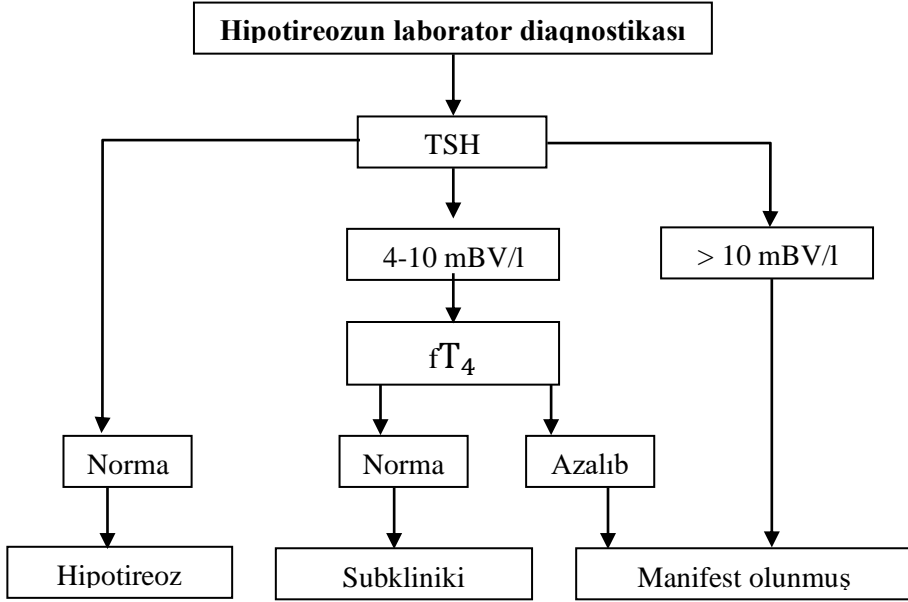 Hipotireozun laborator diaqnostikası
TSH
4-10 mBV/l
> 10 mBV/l
fT₄
Norma
Norma
Azalıb
Hipotireoz
Subkliniki
Manifest olunmuş